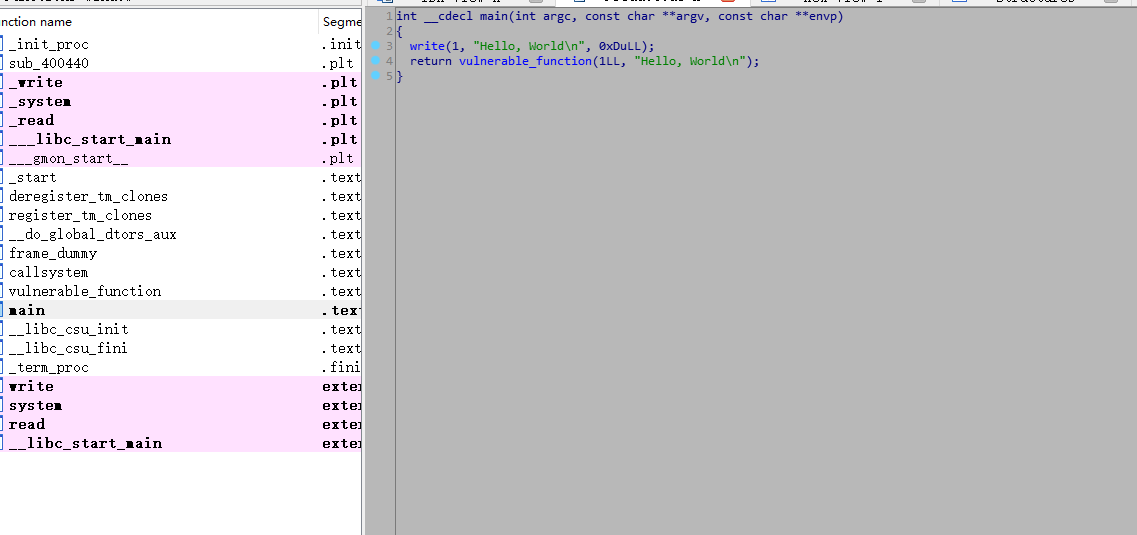 nction name Segme
_init_proc .init
sub_400440 .plt
_write .plt
_system .plt
_read .plt
___libc_start_main .plt
___gmon_start__ .plt
_start .text
deregister_tm_clones .text
register_tm_clones .text
__do_global_dtors_aux .text
frame_dummy .text
callsystem .text
vulnerable_function .text
main .text
__libc_csu_init .text
__libc_csu_fini .text
_term_proc .fini
write exter
system exter
read exter
__libc_start_main exter
1 int __cdecl main(int argc, const char **argv, const char **envp)
2 {
3 write(1, "Hello, World\n", 0xDuLL);
4 return vulnerable_function(1LL, "Hello, World\n");
5 }